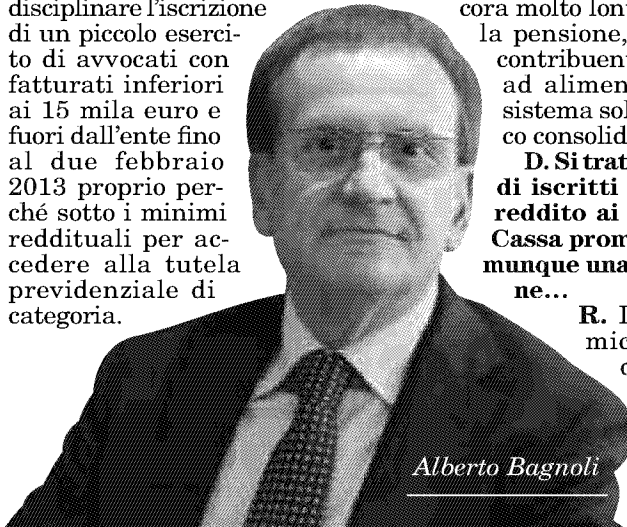 disciplinare l'iscrizione
di un piccolo eserci-
to di avvocati con
fatturati inferiori
ai 15 mila euro e
fuori dall'ente fino
al due febbraio
2013 proprio per-
ché sotto i minimi
reddituali per ac-
cedere alla tutela
previdenziale di
categoria.
cora molto lon
la pensione,
contribuen
ad alimen
sistema sol
co consolid
D. Si trat
di iscritti
reddito ai
Cassa prom
munque una
ne...
R.
mic
Alberto Bagnoli